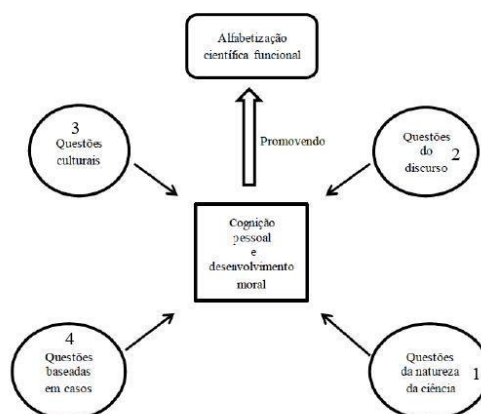 Alfabetização
científica funcional
Promovendo
3
Questões
culturais
Questões
do 2
discurso
Cognição
pessoal
e
desenvolvimento
moral
4
Questões
baseadas
em casos
Questões
da natureza
da ciência 1